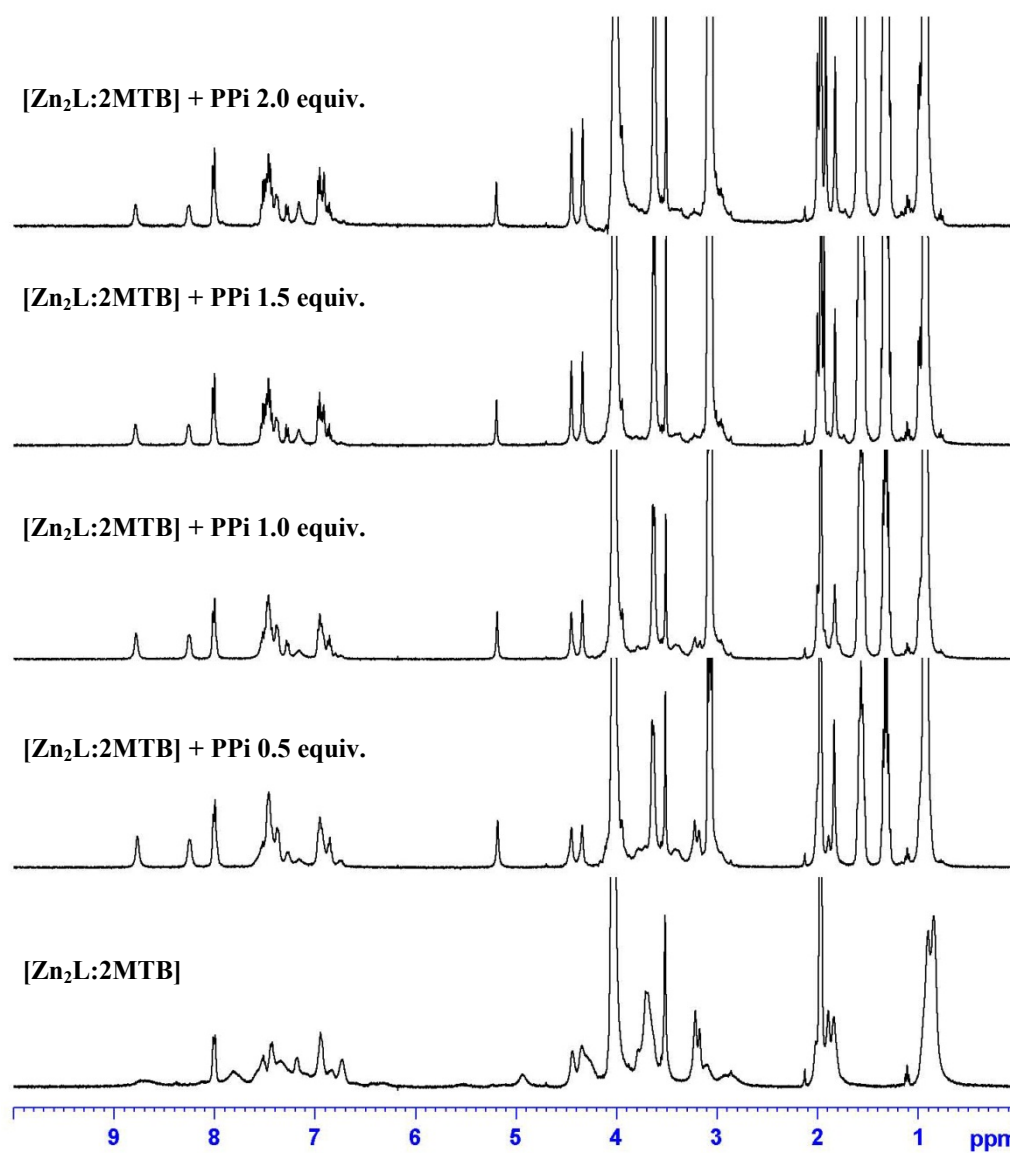 [Zn₂L:2MTB] + PPi 2.0 equiv.
[Zn₂L:2MTB] + PPi 1.5 equiv.
[Zn₂L:2MTB] + PPi 1.0 equiv.
[Zn₂L:2MTB] + PPi 0.5 equiv.
[Zn₂L:2MTB]
9 8 7 6 5 4 3 2 1 ppm